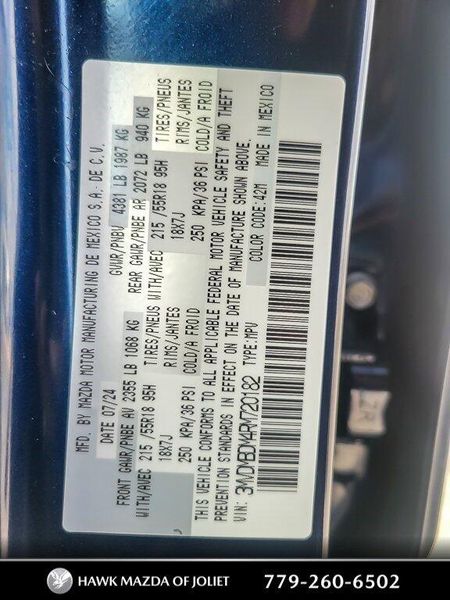 MFD. BY MAZDA MOTOR MANUFACTURING DE MEXICO S.A. DE C.V.
DATE 07/24 GVWR/PNBV 4381 LB 1987 KG
FRONT GAWR/PNBE AV 2355 LB 1068 KG REAR GAWR/PNBE AR 2072 LB 940 KG
WITH/AVEC 215 /55R18 95H TIRES/PNEUS WITH/AVEC 215 /55R18 95H TIRES/PNEUS
18X7J RIMS/JANTES 18X7J RIMS/JANTES
250 KPA/36 PSI COLD/A FROID 250 KPA/36 PSI COLD/A FROID
THIS VEHICLE CONFORMS TO ALL APPLICABLE FEDERAL MOTOR VEHICLE SAFETY AND THEFT
PREVENTION STANDARDS IN EFFECT ON THE DATE OF MANUFACTURE SHOWN ABOVE.
VIN: 3MVDMBDY4RM720182 TYPE:MPV COLOR CODE:42M MADE IN MEXICO
HAWK MAZDA OF JOLIET 779-260-6502